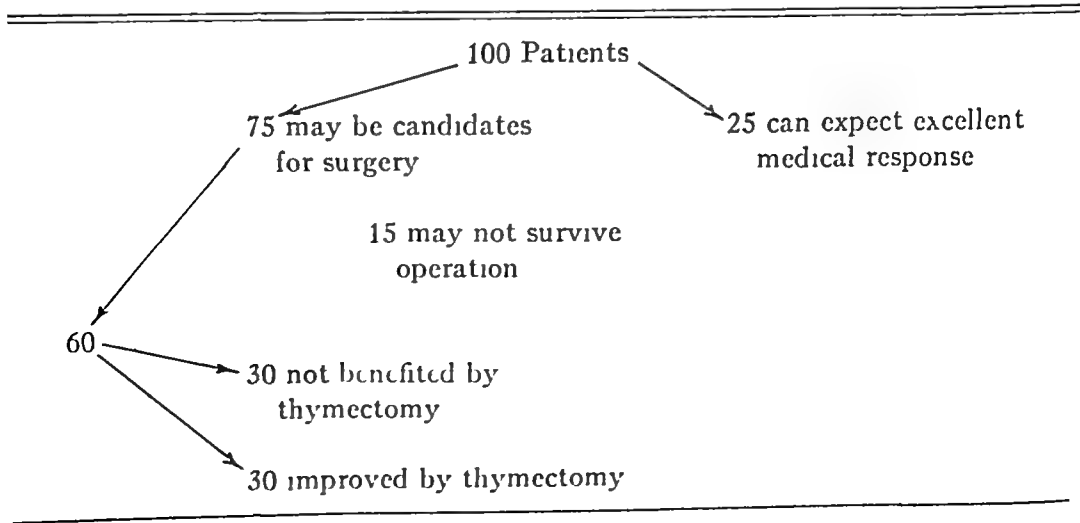 100 Patients
75 may be candidates
for surgery
25 can expect excellent
medical response
15 may not survive
operation
60
30 not benefited by
thymectomy
30 improved by thymectomy